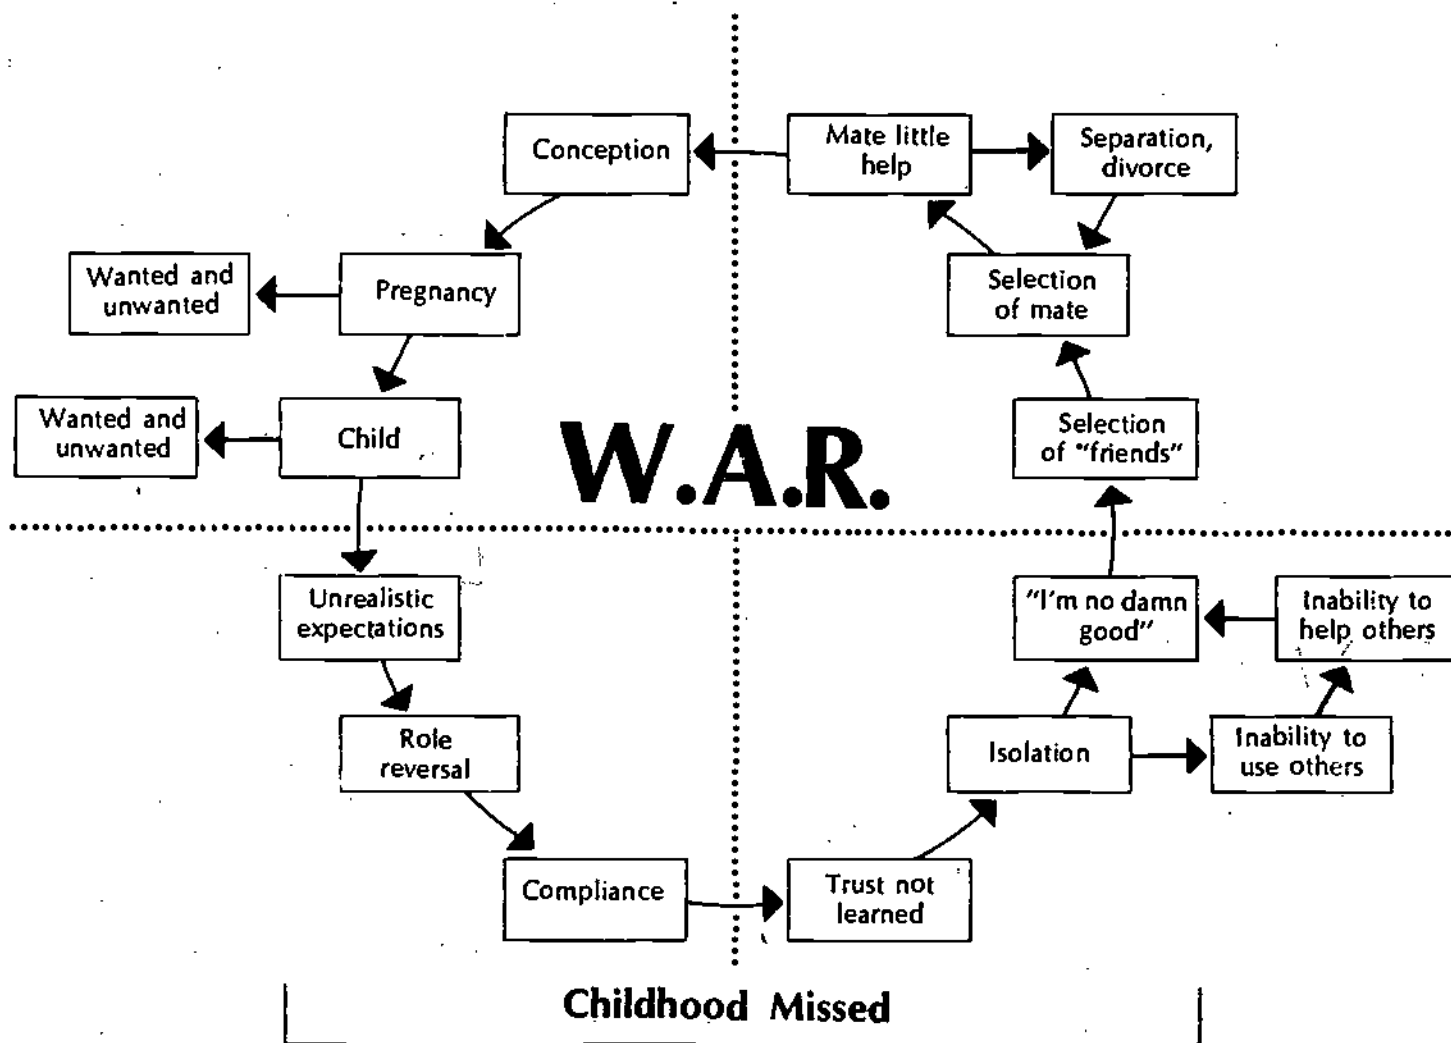 Conception
Mate little
help
Separation,
divorce
Wanted and
unwanted
Pregnancy
Selection
of mate
Wanted and
unwanted
Child
Selection
of "friends"
W.A.R.
Unrealistic
expectations
"I'm no damn
good"
Inability to
help others
Role
reversal
Isolation
Inability to
use others
Compliance
Trust not
learned
Childhood Missed